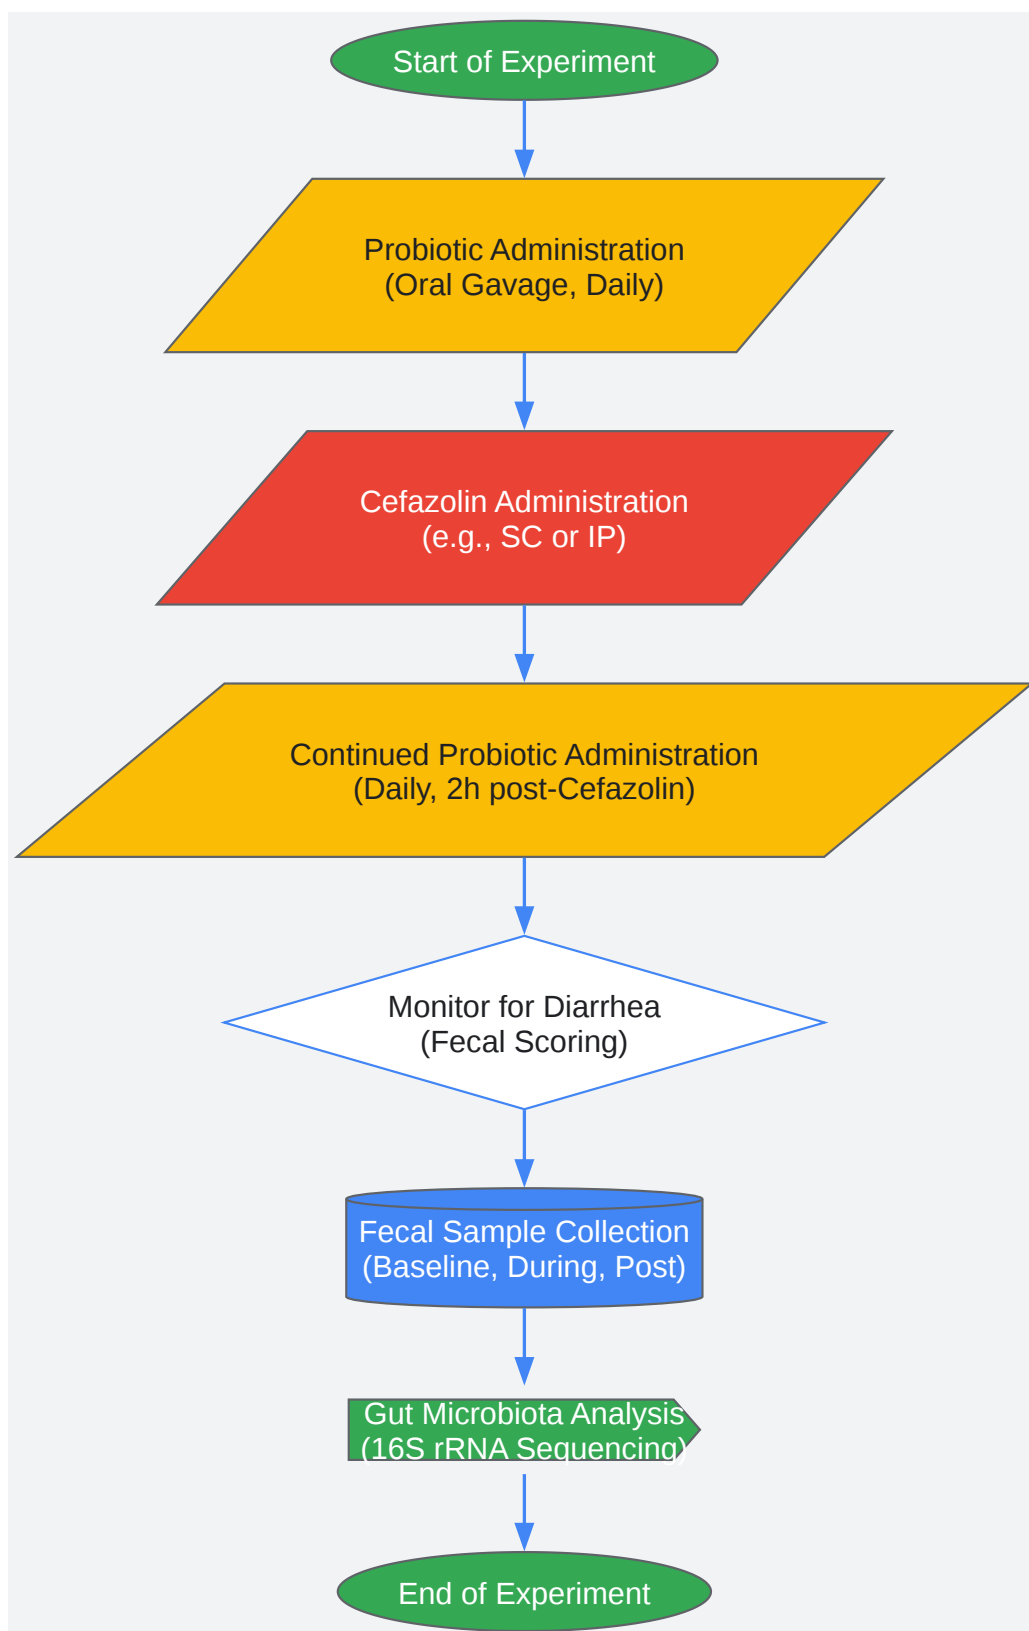 Start of Experiment
Probiotic Administration
(Oral Gavage, Daily)
Cefazolin Administration
(e.g., SC or IP)
Continued Probiotic Administration
(Daily, 2h post-Cefazolin)
Monitor for Diarrhea
(Fecal Scoring)
Fecal Sample Collection
(Baseline, During, Post)
Gut Microbiota Analysis
(16S rRNA Sequencing)
End of Experiment